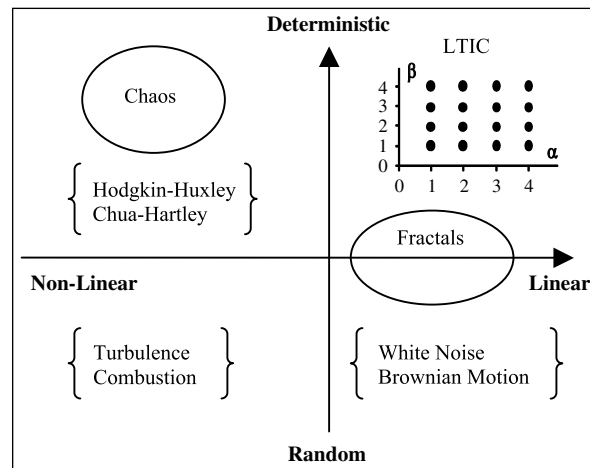 Deterministic
LTIC
β
4
3
2
1
0
0 1 2 3 4
α
Chaos
{ Hodgkin-Huxley }
{ Chua-Hartley }
Fractals
Non-Linear
Linear
{ Turbulence }
{ Combustion }
{ White Noise }
{ Brownian Motion }
Random